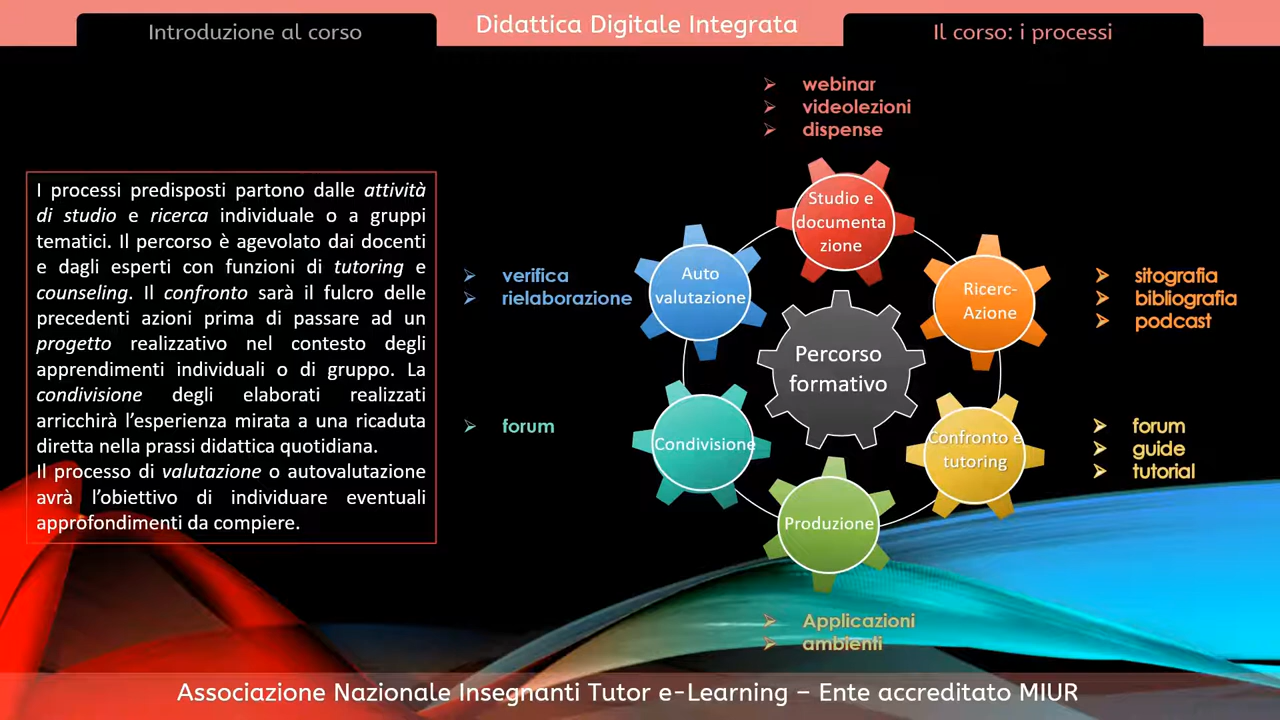 Introduzione al corso
Didattica Digitale Integrata
Il corso: i processi
webinar
videolezioni
dispense
I processi predisposti partono dalle attività
di studio e ricerca individuale o a gruppi
tematici. Il percorso è agevolato dai docenti
e dagli esperti con funzioni di tutoring e
counseling. Il confronto sarà il fulcro delle
precedenti azioni prima di passare ad un
progetto realizzativo nel contesto degli
apprendimenti individuali o di gruppo. La
condivisione degli elaborati realizzati
arricchirà l'esperienza mirata a una ricaduta
diretta nella prassi didattica quotidiana.
Il processo di valutazione o autovalutazione
avrà l'obiettivo di individuare eventuali
approfondimenti da compiere.
Studio e
documenta
zione
Ricerc-
Azione
sitografia
bibliografia
podcast
Confronto e
tutoring
forum
guide
tutorial
Produzione
Applicazioni
ambienti
Condivisione
forum
Auto
valutazione
verifica
rielaborazione
Percorso
formativo
Associazione Nazionale Insegnanti Tutor e-Learning – Ente accreditato MIUR